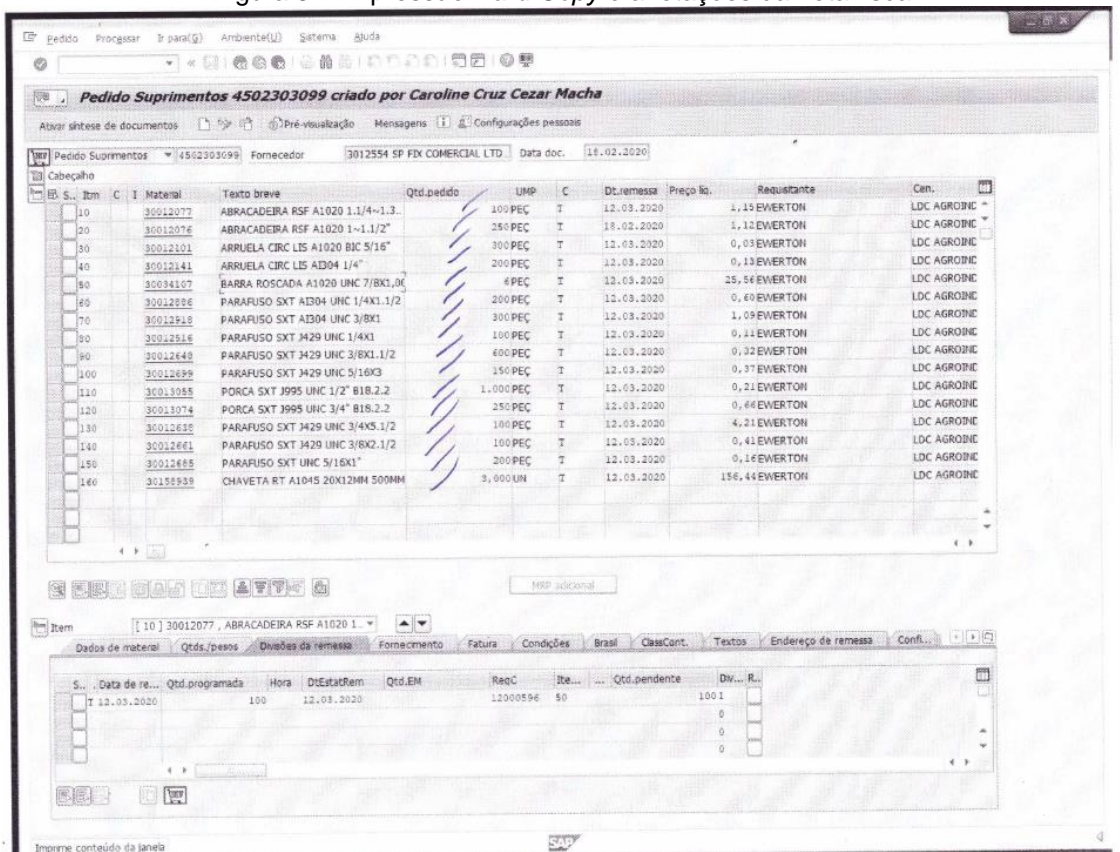 Pedido Processar Ir para(G) Ambiente(U) Sistema Ajuda
Pedido Suprimentos 4502303099 criado por Caroline Cruz Cezar Macha
Ativar síntese de documentos Pré-visualização Mensagens Configurações pessoais
Pedido Suprimentos 4502303099 Fornecedor 3012554 SP FIX COMERCIAL LTD Data doc. 18.02.2020
Cabeçalho
S.. Itm C I Material Texto breve Qtd.pedido UMP C Dt.remessa Preço líq. Requisitante Cen.
10 30012077 ABRACADEIRA RSF A1020 1.1/4~1.3.. 100 PEÇ T 12.03.2020 1,15 EWERTON LDC AGROINC
20 30012076 ABRACADEIRA RSF A1020 1~1.1/2" 250 PEÇ T 18.02.2020 1,12 EWERTON LDC AGROINC
30 30012101 ARRUELA CIRC LIS A1020 BIC 5/16" 300 PEÇ T 12.03.2020 0,03 EWERTON LDC AGROINC
40 30012141 ARRUELA CIRC LIS AI304 1/4" 200 PEÇ T 12.03.2020 0,13 EWERTON LDC AGROINC
50 30034107 BARRA ROSCADA A1020 UNC 7/8X1,00 6 PEÇ T 12.03.2020 25,56 EWERTON LDC AGROINC
60 30012886 PARAFUSO SXT AI304 UNC 1/4X1.1/2 200 PEÇ T 12.03.2020 0,60 EWERTON LDC AGROINC
70 30012918 PARAFUSO SXT AI304 UNC 3/8X1 300 PEÇ T 12.03.2020 1,09 EWERTON LDC AGROINC
80 30012516 PARAFUSO SXT J429 UNC 1/4X1 100 PEÇ T 12.03.2020 0,11 EWERTON LDC AGROINC
90 30012648 PARAFUSO SXT J429 UNC 3/8X1.1/2 600 PEÇ T 12.03.2020 0,32 EWERTON LDC AGROINC
100 30012699 PARAFUSO SXT J429 UNC 5/16X3 150 PEÇ T 12.03.2020 0,37 EWERTON LDC AGROINC
110 30013055 PORCA SXT J995 UNC 1/2" B18.2.2 1.000 PEÇ T 12.03.2020 0,21 EWERTON LDC AGROINC
120 30013074 PORCA SXT J995 UNC 3/4" B18.2.2 250 PEÇ T 12.03.2020 0,66 EWERTON LDC AGROINC
130 30012638 PARAFUSO SXT J429 UNC 3/4X5.1/2 100 PEÇ T 12.03.2020 4,21 EWERTON LDC AGROINC
140 30012661 PARAFUSO SXT J429 UNC 3/8X2.1/2 100 PEÇ T 12.03.2020 0,41 EWERTON LDC AGROINC
150 30012685 PARAFUSO SXT UNC 5/16X1" 200 PEÇ T 12.03.2020 0,16 EWERTON LDC AGROINC
160 30158939 CHAVETA RT A1045 20X12MM 500MM 3,000 UN T 12.03.2020 156,44 EWERTON LDC AGROINC
MRP adicional
Item [ 10 ] 30012077 , ABRACADEIRA RSF A1020 1..
Dados de material Qtds./pesos Divisões da remessa Fornecimento Fatura Condições Brasil ClassCont. Textos Endereço de remessa Confi...
S.. . Data de re... Qtd.programada Hora DtEstatRem Qtd.EM ReqC Ite... ... Qtd.pendente Div... R..
T 12.03.2020 100 12.03.2020 12000596 50 100 1
0
0
0
Imprime conteúdo da janela
SAP